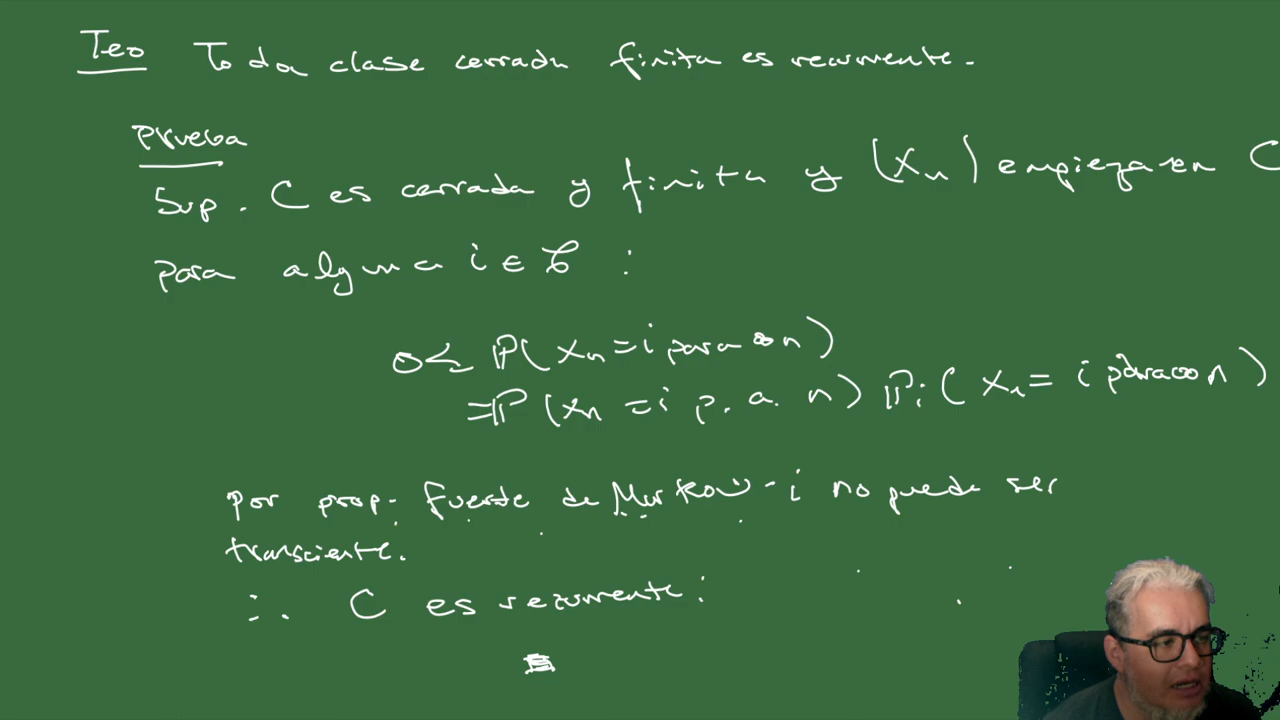 Teo Toda clase cerrada finita es recurrente.
Prueba
Sup. C es cerrada y finita y (Xn) empieza en C
para alguna i ∈ C :
0 < P(Xn = i para ∞ n)
= P(Xn = i p. a. n) Pi(Xn = i para ∞ n)
por prop. fuerte de Markov - i no puede ser
transciente.
∴ C es recurrente.